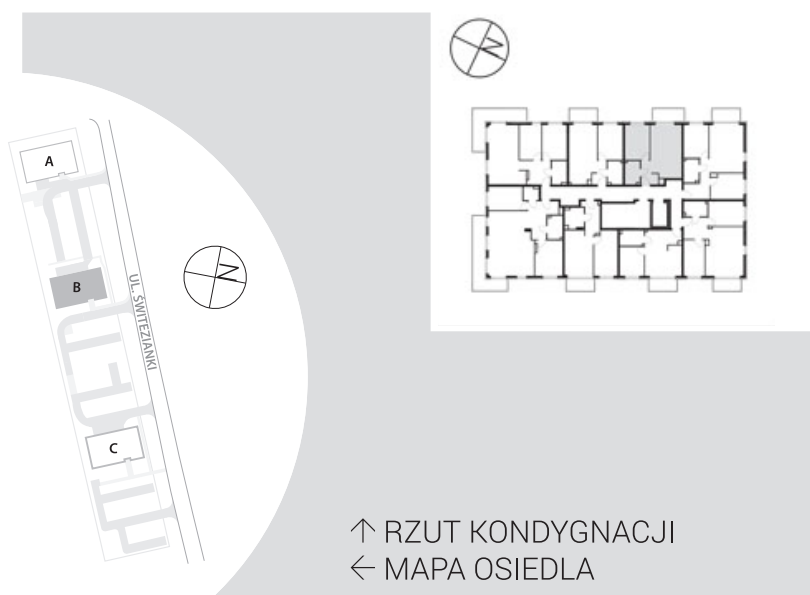 N
A
B
N
UL. ŚWITEZIANKI
C
↑ RZUT KONDYGNACJI
← MAPA OSIEDLA